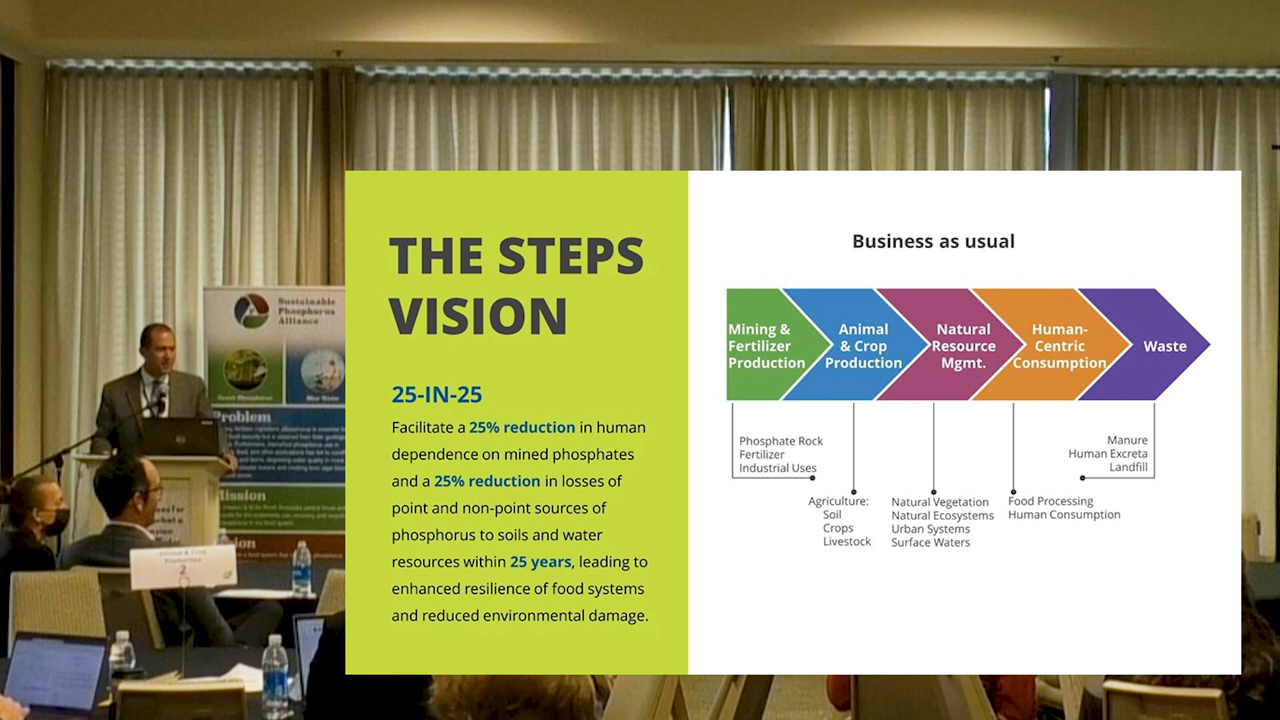 THE STEPS
VISION
25-IN-25
Facilitate a 25% reduction in human
dependence on mined phosphates
and a 25% reduction in losses of
point and non-point sources of
phosphorus to soils and water
resources within 25 years, leading to
enhanced resilience of food systems
and reduced environmental damage.
Business as usual
Mining &
Fertilizer
Production
Animal
& Crop
Production
Natural
Resource
Mgmt.
Human-
Centric
Consumption
Waste
Phosphate Rock
Fertilizer
Industrial Uses
Agriculture:
Soil
Crops
Livestock
Natural Vegetation
Natural Ecosystems
Urban Systems
Surface Waters
Food Processing
Human Consumption
Manure
Human Excreta
Landfill
Sustainable
Phosphorus
Alliance
Problem
Mission
Animal & Crop
Production
2